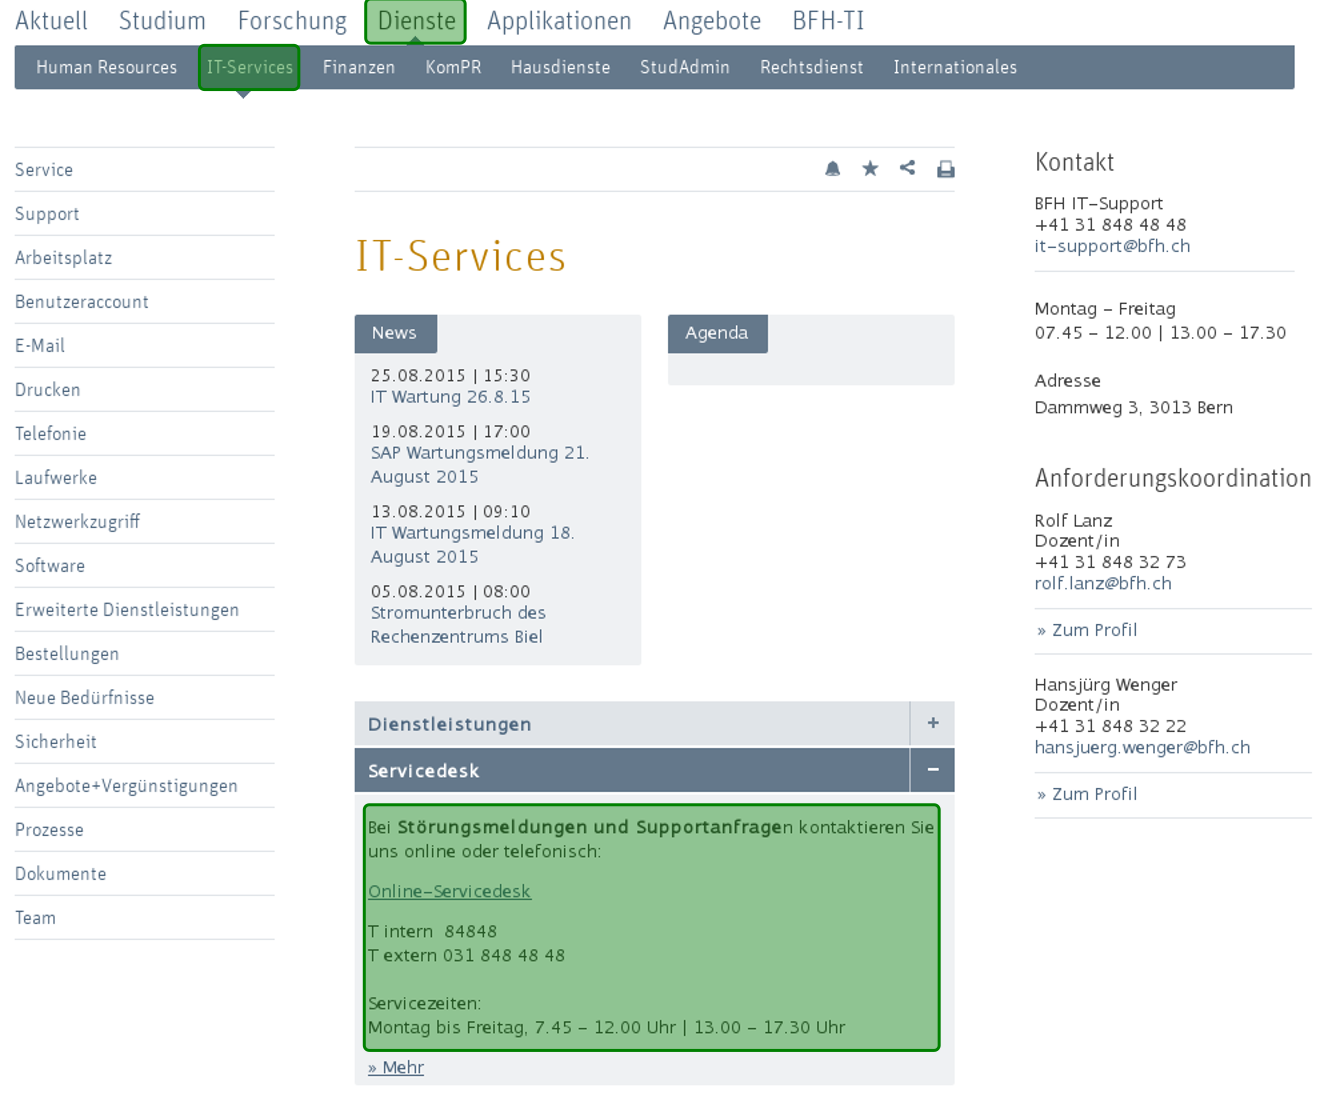 Aktuell Studium Forschung Dienste Applikationen Angebote BFH-TI
Human Resources IT-Services Finanzen KomPR Hausdienste StudAdmin Rechtsdienst Internationales
Service
Support
Arbeitsplatz
Benutzeraccount
E-Mail
Drucken
Telefonie
Laufwerke
Netzwerkzugriff
Software
Erweiterte Dienstleistungen
Bestellungen
Neue Bedürfnisse
Sicherheit
Angebote+Vergünstigungen
Prozesse
Dokumente
Team
IT-Services
News
25.08.2015 | 15:30
IT Wartung 26.8.15
19.08.2015 | 17:00
SAP Wartungsmeldung 21.
August 2015
13.08.2015 | 09:10
IT Wartungsmeldung 18.
August 2015
05.08.2015 | 08:00
Stromunterbruch des
Rechenzentrums Biel
Agenda
Dienstleistungen +
Servicedesk −
Bei Störungsmeldungen und Supportanfragen kontaktieren Sie
uns online oder telefonisch:
Online-Servicedesk
T intern 84848
T extern 031 848 48 48
Servicezeiten:
Montag bis Freitag, 7.45 - 12.00 Uhr | 13.00 - 17.30 Uhr
» Mehr
Kontakt
BFH IT-Support
+41 31 848 48 48
it-support@bfh.ch
Montag - Freitag
07.45 - 12.00 | 13.00 - 17.30
Adresse
Dammweg 3, 3013 Bern
Anforderungskoordination
Rolf Lanz
Dozent/in
+41 31 848 32 73
rolf.lanz@bfh.ch
» Zum Profil
Hansjürg Wenger
Dozent/in
+41 31 848 32 22
hansjuerg.wenger@bfh.ch
» Zum Profil